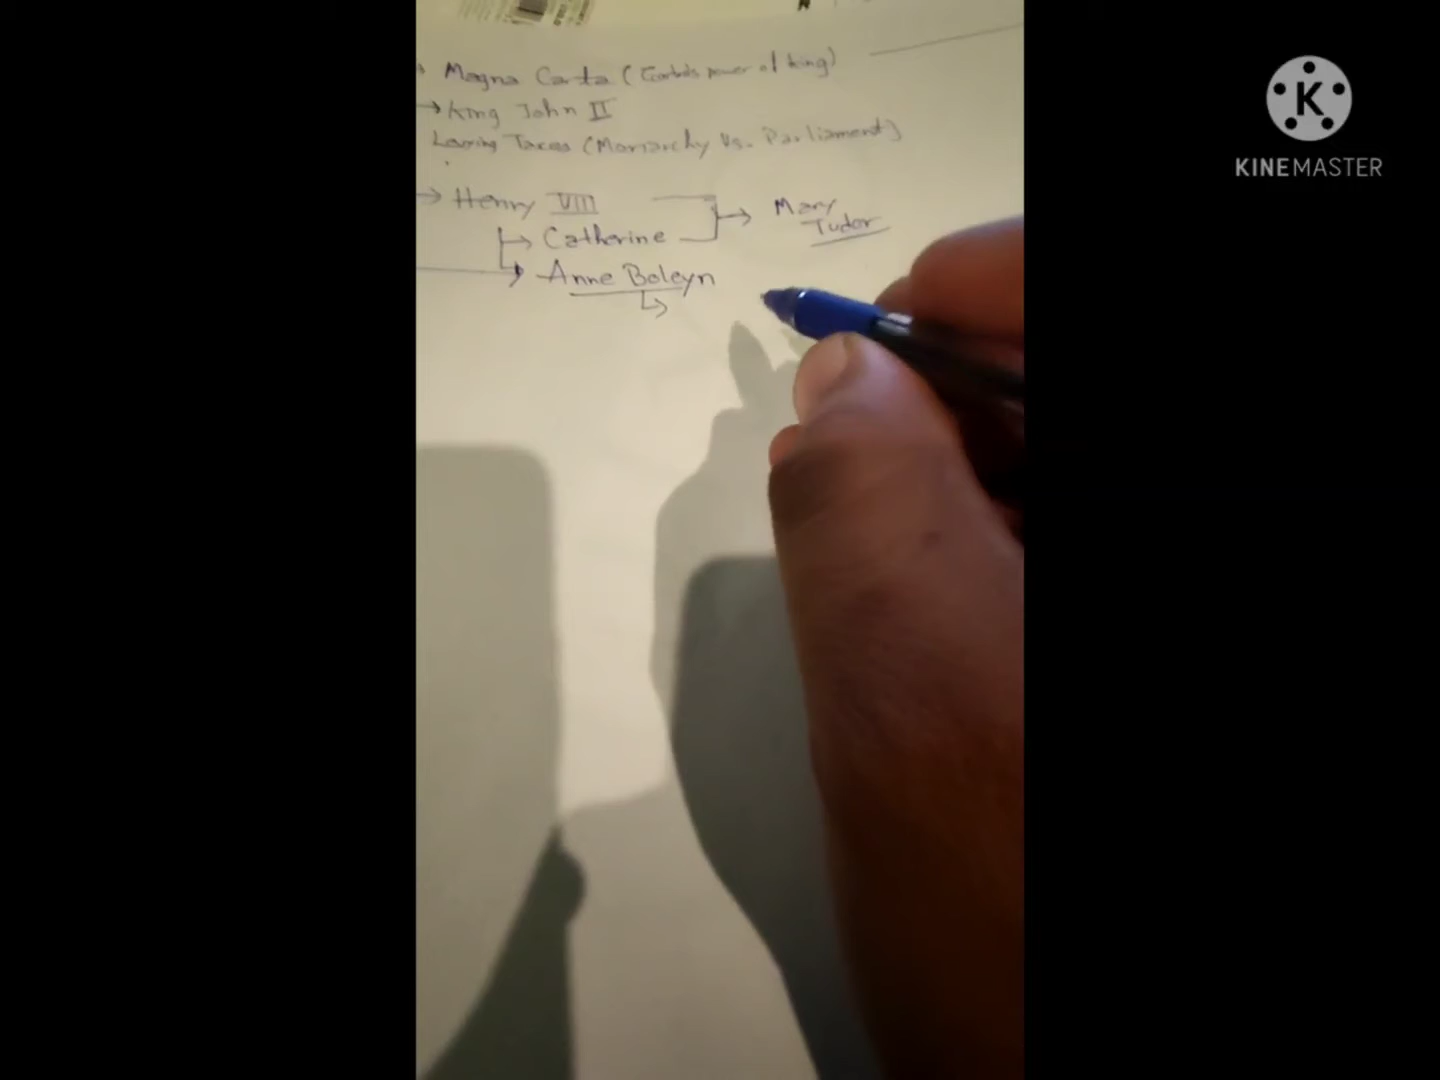 Magna Carta (Controls power of king)
→ King John II
Levying Taxes (Monarchy Vs. Parliament)
→ Henry VIII
→ Catherine → Mary Tudor
→ Anne Boleyn
K
KINEMASTER